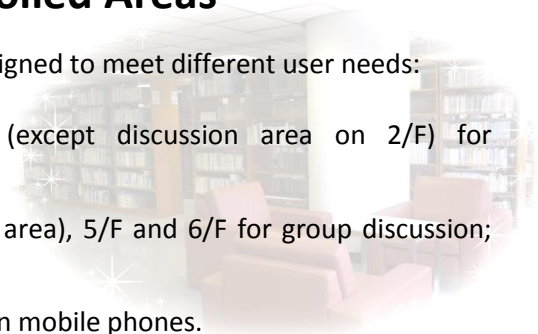 igned to meet different user needs:
(except discussion area on 2/F) for
area), 5/F and 6/F for group discussion;
n mobile phones.